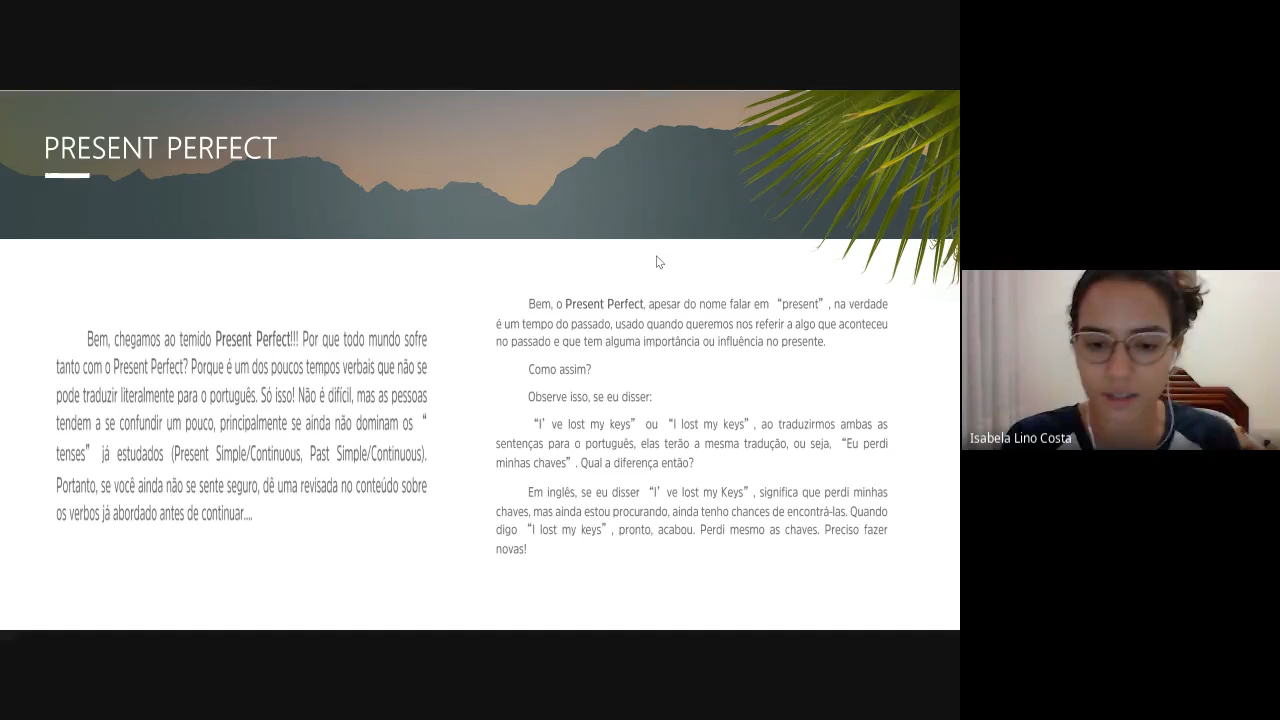 PRESENT PERFECT
Bem, chegamos ao temido Present Perfect!!! Por que todo mundo sofre
tanto com o Present Perfect? Porque é um dos poucos tempos verbais que não se
pode traduzir literalmente para o português. Só isso! Não é difícil, mas as pessoas
tendem a se confundir um pouco, principalmente se ainda não dominam os “
tenses” já estudados (Present Simple/Continuous, Past Simple/Continuous).
Portanto, se você ainda não se sente seguro, dê uma revisada no conteúdo sobre
os verbos já abordado antes de continuar....
Bem, o Present Perfect, apesar do nome falar em “present”, na verdade
é um tempo do passado, usado quando queremos nos referir a algo que aconteceu
no passado e que tem alguma importância ou influência no presente.
Como assim?
Observe isso, se eu disser:
“I’ve lost my keys” ou “I lost my keys”, ao traduzirmos ambas as
sentenças para o português, elas terão a mesma tradução, ou seja, “Eu perdi
minhas chaves”. Qual a diferença então?
Em inglês, se eu disser “I’ve lost my Keys”, significa que perdi minhas
chaves, mas ainda estou procurando, ainda tenho chances de encontrá-las. Quando
digo “I lost my keys”, pronto, acabou. Perdi mesmo as chaves. Preciso fazer
novas!
Isabela Lino Costa